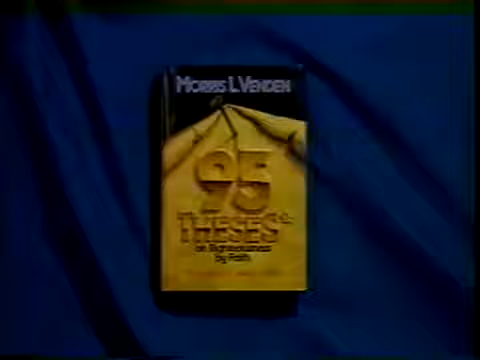 MORRIS L. VENDEN
95
THESES
on Righteousness
by Faith